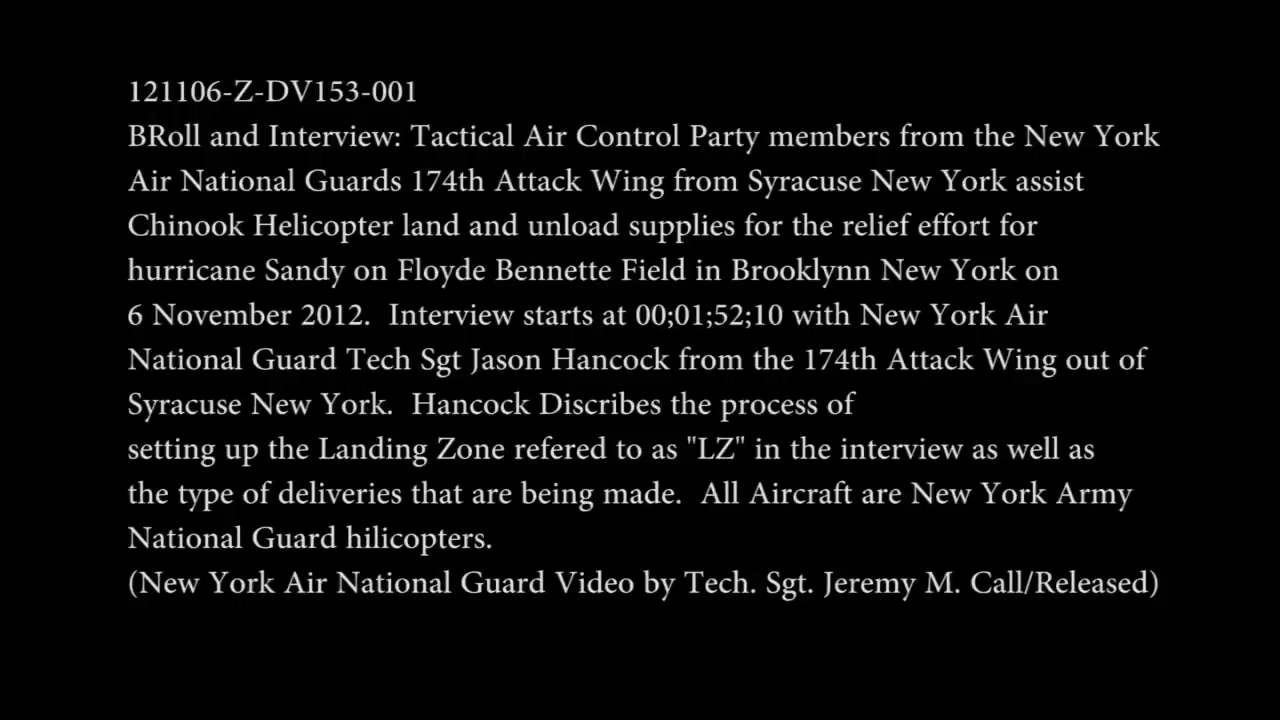 121106-Z-DV153-001
BRoll and Interview: Tactical Air Control Party members from the New York
Air National Guards 174th Attack Wing from Syracuse New York assist
Chinook Helicopter land and unload supplies for the relief effort for
hurricane Sandy on Floyde Bennette Field in Brooklynn New York on
6 November 2012.  Interview starts at 00;01;52;10 with New York Air
National Guard Tech Sgt Jason Hancock from the 174th Attack Wing out of
Syracuse New York.  Hancock Discribes the process of
setting up the Landing Zone refered to as "LZ" in the interview as well as
the type of deliveries that are being made.  All Aircraft are New York Army
National Guard hilicopters.
(New York Air National Guard Video by Tech. Sgt. Jeremy M. Call/Released)